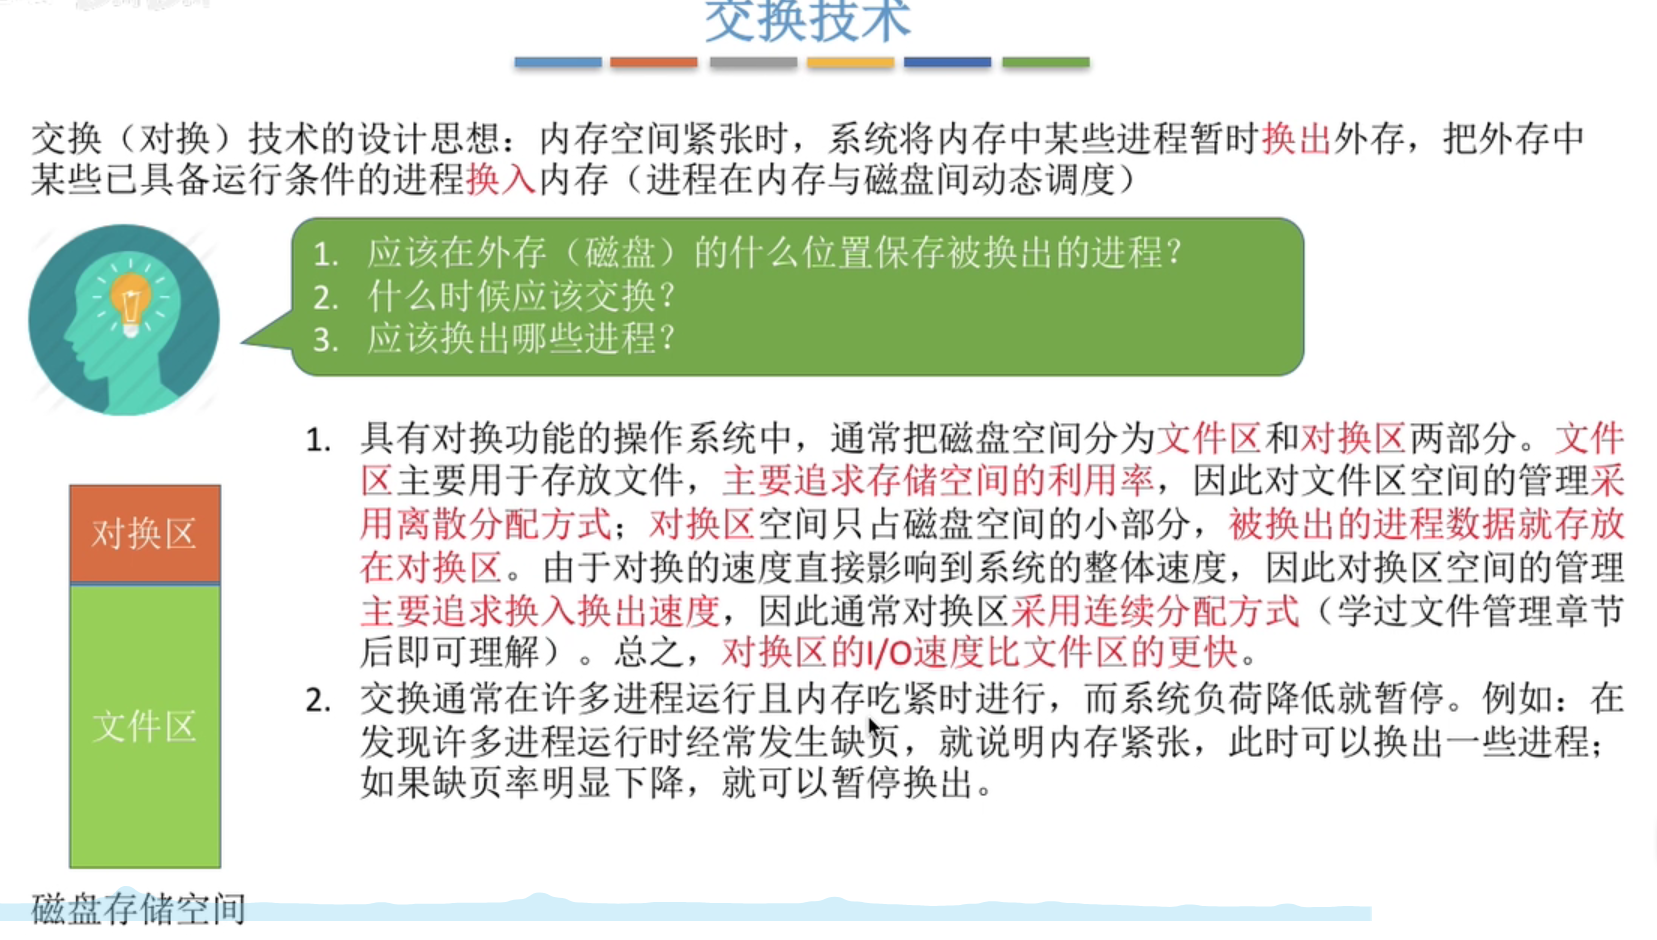 交换技术
交换（对换）技术的设计思想：内存空间紧张时，系统将内存中某些进程暂时换出外存，把外存中
某些已具备运行条件的进程换入内存（进程在内存与磁盘间动态调度）
1. 应该在外存（磁盘）的什么位置保存被换出的进程？
2. 什么时候应该交换？
3. 应该换出哪些进程？
1. 具有对换功能的操作系统中，通常把磁盘空间分为文件区和对换区两部分。文件
区主要用于存放文件，主要追求存储空间的利用率，因此对文件区空间的管理采
用离散分配方式；对换区空间只占磁盘空间的小部分，被换出的进程数据就存放
在对换区。由于对换的速度直接影响到系统的整体速度，因此对换区空间的管理
主要追求换入换出速度，因此通常对换区采用连续分配方式（学过文件管理章节
后即可理解）。总之，对换区的I/O速度比文件区的更快。
2. 交换通常在许多进程运行且内存吃紧时进行，而系统负荷降低就暂停。例如：在
发现许多进程运行时经常发生缺页，就说明内存紧张，此时可以换出一些进程；
如果缺页率明显下降，就可以暂停换出。
对换区
文件区
磁盘存储空间